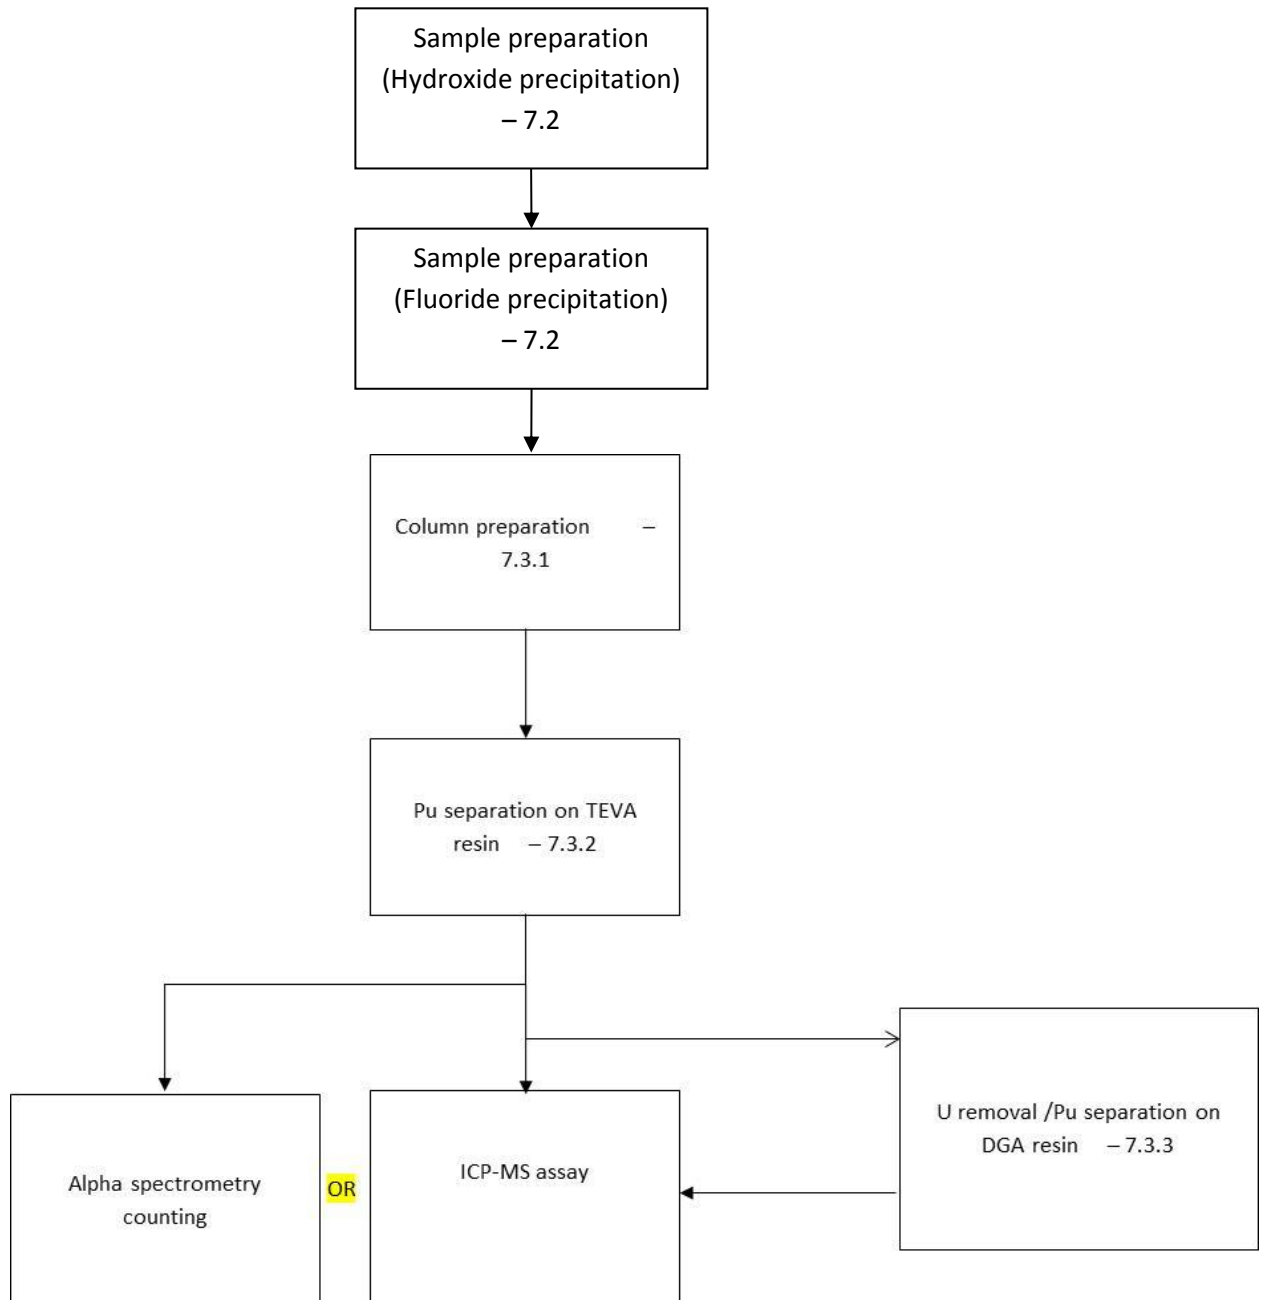 Sample preparation
(Hydroxide precipitation)
– 7.2
Sample preparation
(Fluoride precipitation)
– 7.2
Column preparation –
7.3.1
Pu separation on TEVA
resin – 7.3.2
U removal /Pu separation on
DGA resin – 7.3.3
Alpha spectrometry
counting
OR
ICP-MS assay